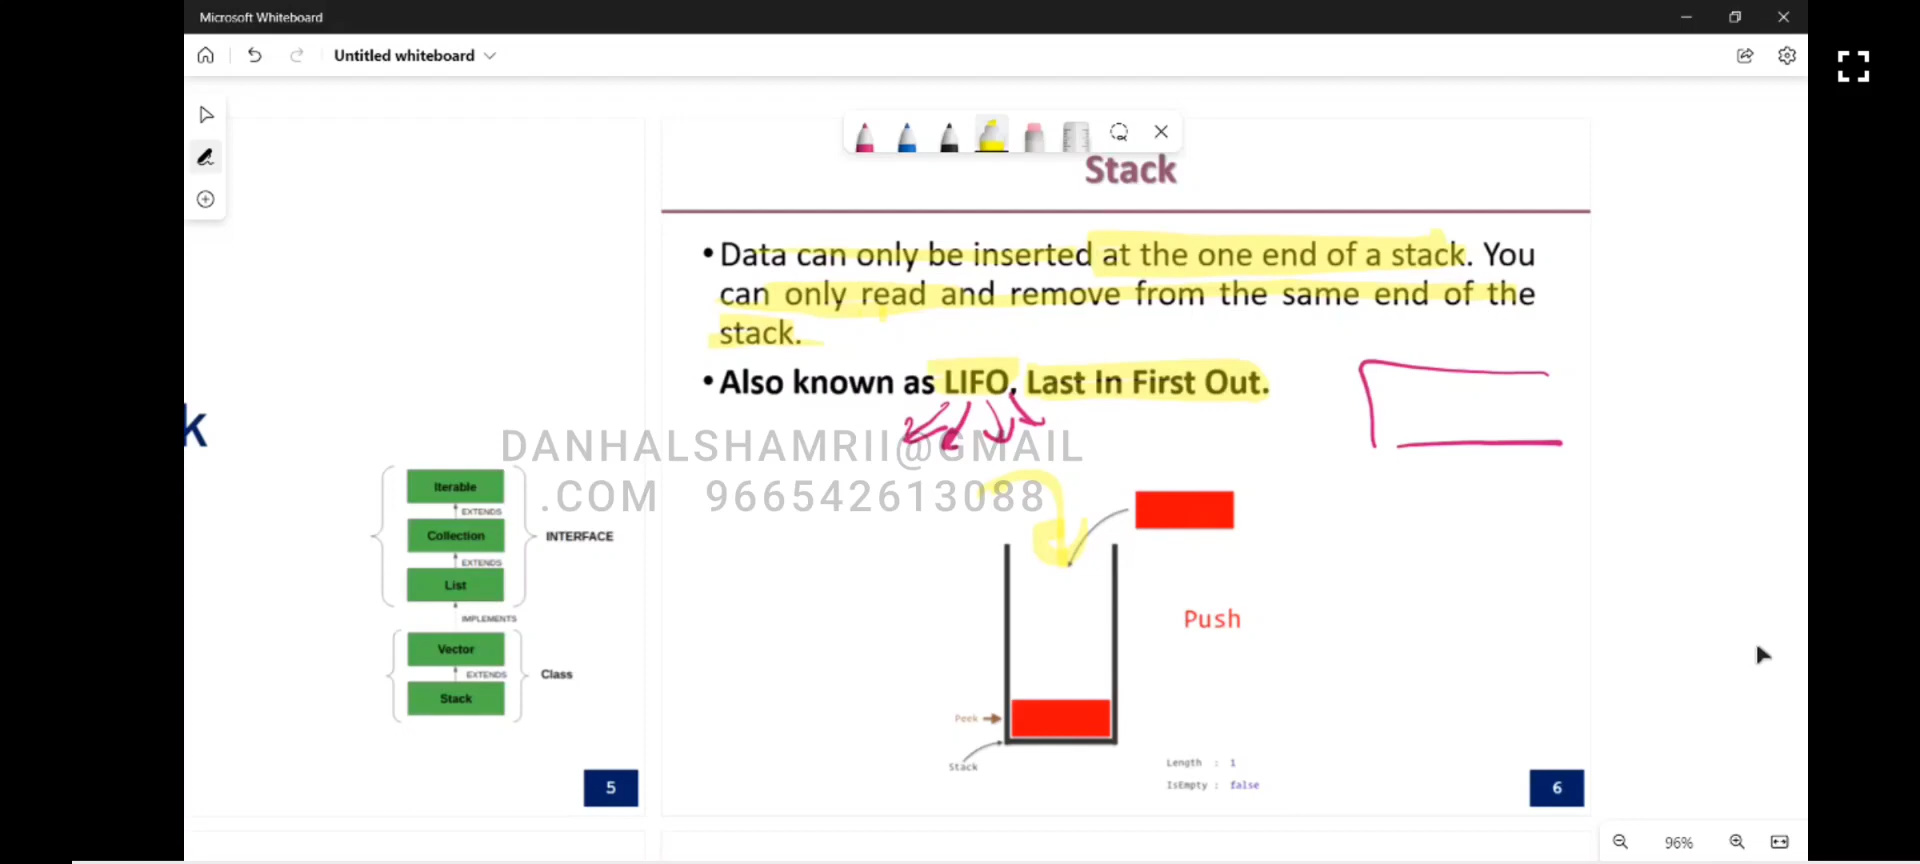 Microsoft Whiteboard
Untitled whiteboard
Stack
•Data can only be inserted at the one end of a stack. You
can only read and remove from the same end of the
stack.
•Also known as LIFO, Last In First Out.
k
DANHALSHAMRII@GMAIL
.COM 966542613088
Iterable
EXTENDS
Collection
INTERFACE
EXTENDS
List
IMPLEMENTS
Vector
EXTENDS
Class
Stack
5
Push
Peek
Stack
Length : 1
IsEmpty : false
6
96%